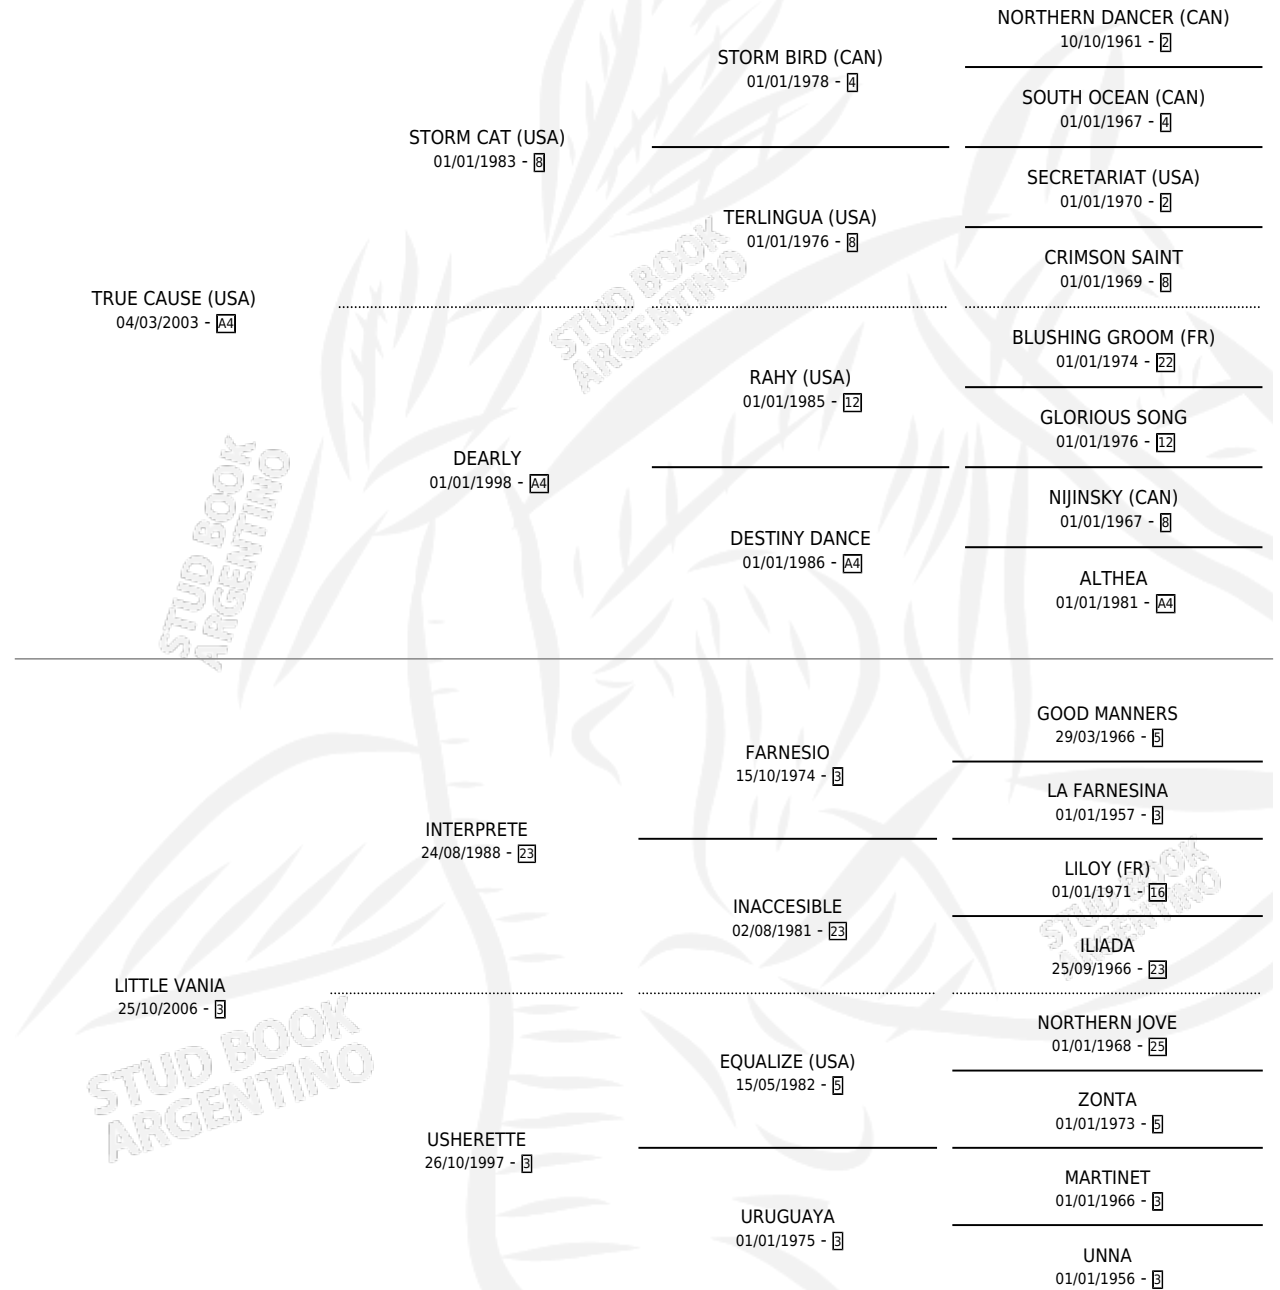 NORTHERN DANCER (CAN)
10/10/1961 - 2
STORM BIRD (CAN)
01/01/1978 - 4
SOUTH OCEAN (CAN)
01/01/1967 - 4
STORM CAT (USA)
01/01/1983 - 8
SECRETARIAT (USA)
01/01/1970 - 2
TERLINGUA (USA)
01/01/1976 - 8
CRIMSON SAINT
01/01/1969 - 8
TRUE CAUSE (USA)
04/03/2003 - A4
STUD BOOK
ARGENTINO
BLUSHING GROOM (FR)
01/01/1974 - 22
RAHY (USA)
01/01/1985 - 12
GLORIOUS SONG
01/01/1976 - 12
DEARLY
01/01/1998 - A4
NIJINSKY (CAN)
01/01/1967 - 8
DESTINY DANCE
01/01/1986 - A4
ALTHEA
01/01/1981 - A4
STUD BOOK
ARGENTINO
GOOD MANNERS
29/03/1966 - 5
FARNESIO
15/10/1974 - 3
LA FARNESINA
01/01/1957 - 3
INTERPRETE
24/08/1988 - 23
LILOY (FR)
01/01/1971 - 16
INACCESIBLE
02/08/1981 - 23
STUD BOOK
ARGENTINO
ILIADA
25/09/1966 - 23
LITTLE VANIA
25/10/2006 - 3
STUD BOOK
ARGENTINO
NORTHERN JOVE
01/01/1968 - 25
EQUALIZE (USA)
15/05/1982 - 5
ZONTA
01/01/1973 - 5
USHERETTE
26/10/1997 - 3
MARTINET
01/01/1966 - 3
URUGUAYA
01/01/1975 - 3
UNNA
01/01/1956 - 3